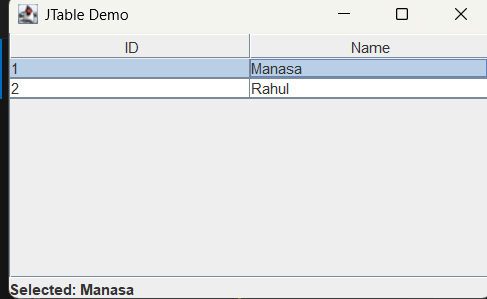 JTable Demo
ID Name
1 Manasa
2 Rahul
Selected: Manasa